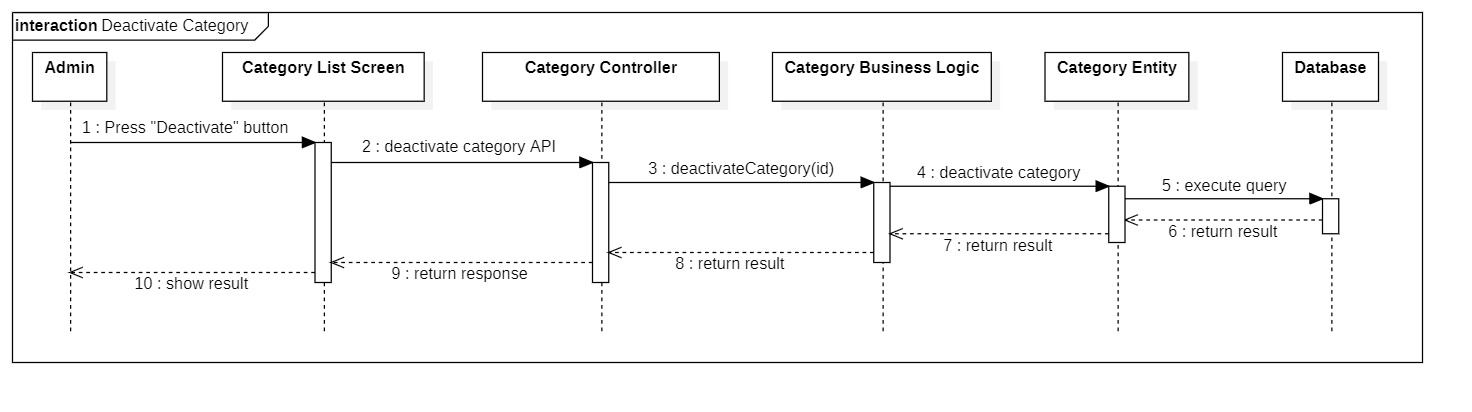 interaction Deactivate Category
Admin
Category List Screen
Category Controller
Category Business Logic
Category Entity
Database
1 : Press "Deactivate" button
2 : deactivate category API
3 : deactivateCategory(id)
4 : deactivate category
5 : execute query
6 : return result
7 : return result
8 : return result
9 : return response
10 : show result